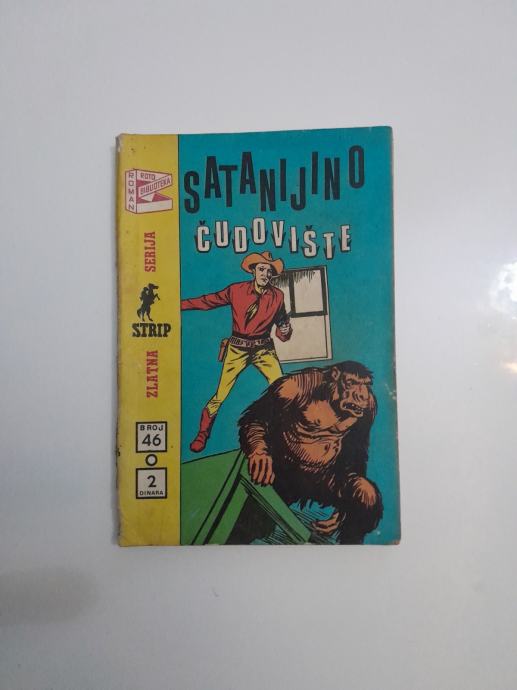 ROMAN
ROTO
BIBLIOTEKA
SATANIJINO
ČUDOVIŠTE
ZLATNA SERIJA
STRIP
BROJ
46
2
DINARA